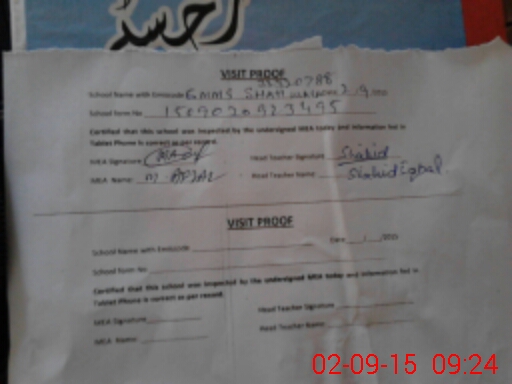 VISIT PROOF
School Name with Emiscode GMMS SHAH
School Form No 
Certified that this school was inspected by the undersigned MEA today and information fed in
Tablet Phone is correct as per record.
MEA Signature Head Teacher Signature Shahid
MEA Name: M. AFZAL Head Teacher Name Shahid Iqbal
VISIT PROOF
School Name with Emiscode Date / /2015
School Form No
Certified that this school was inspected by the undersigned MEA today and information fed in
Tablet Phone is correct as per record.
MEA Signature Head Teacher Signature
MEA Name: Head Teacher Name:
02-09-15 09:24